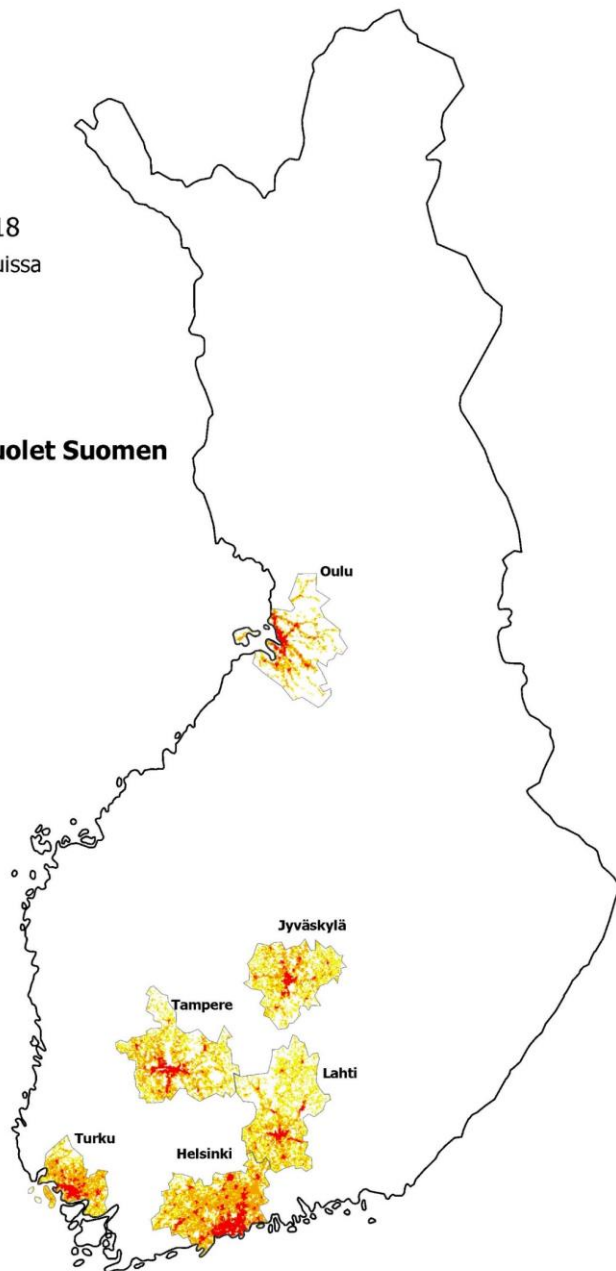 18
uissa
uolet Suomen
Oulu
Jyväskylä
Tampere
Lahti
Turku
Helsinki